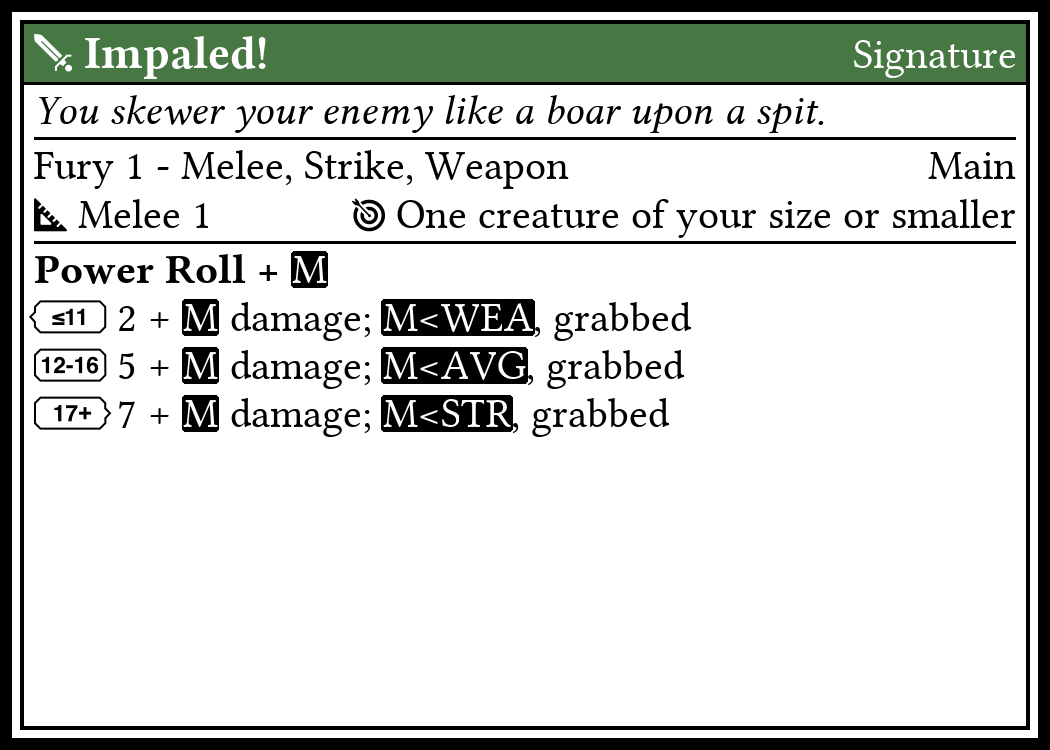 Impaled! Signature
You skewer your enemy like a boar upon a spit.
Fury 1 - Melee, Strike, Weapon Main
Melee 1 One creature of your size or smaller
Power Roll + M
≤11 2 + M damage; M<WEA, grabbed
12-16 5 + M damage; M<AVG, grabbed
17+ 7 + M damage; M<STR, grabbed